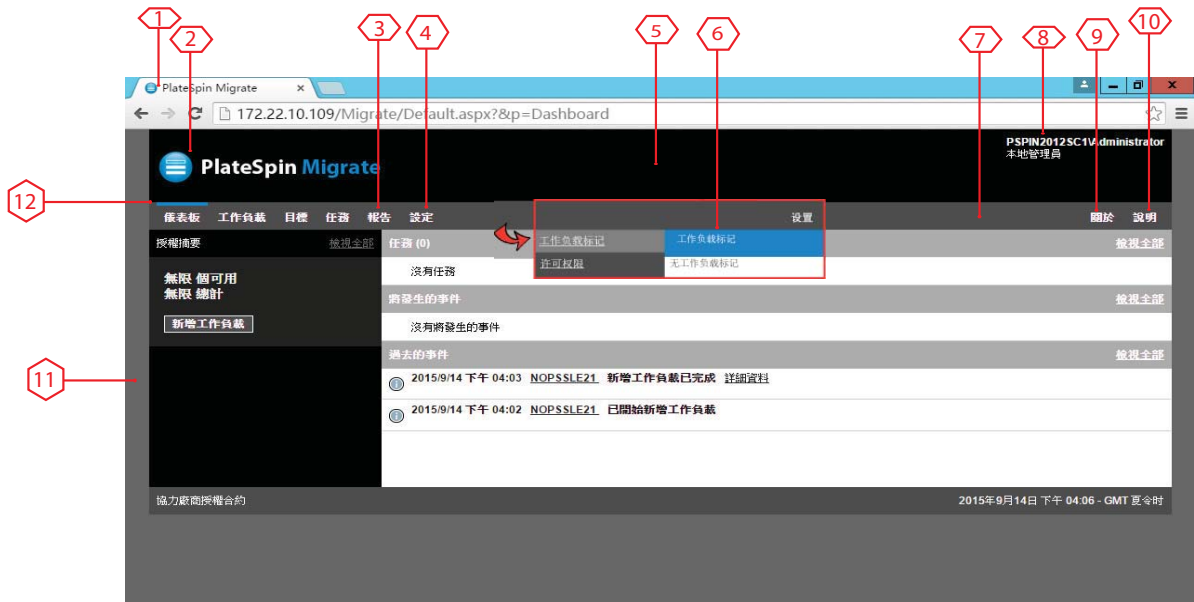 1
2
3
4
5
6
7
8
9
10
PlateSpin Migrate ×
172.22.10.109/Migrate/Default.aspx?&p=Dashboard
PlateSpin Migrate
PSPIN2012SC1\Administrator
本地管理員
12
儀表板 工作負載 目標 任務 報告 設定 设置 關於 說明
授權摘要 檢視全部
任務 (0) 檢視全部
工作负载标记 工作负载标记
许可权限 无工作负载标记
無限 個可用
無限 總計
新增工作負載
沒有任務
將發生的事件 檢視全部
沒有將發生的事件
過去的事件 檢視全部
11
2015/9/14 下午 04:03 NOPSSLE21 新增工作負載已完成 詳細資料
2015/9/14 下午 04:02 NOPSSLE21 已開始新增工作負載
協力廠商授權合約
2015年9月14日 下午 04:06 - GMT 夏令时